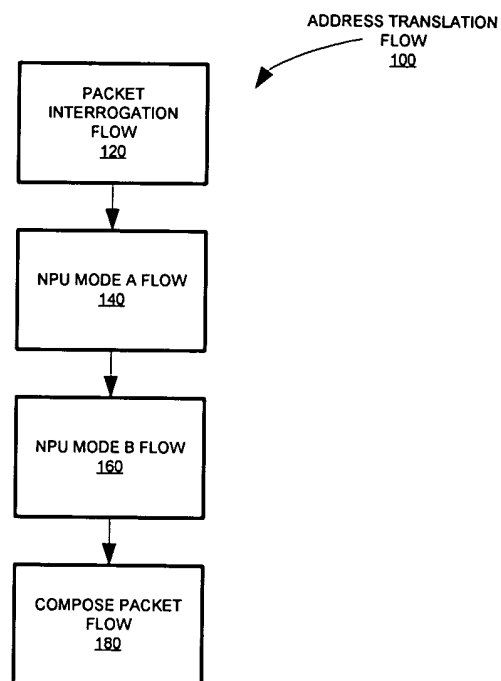 ADDRESS TRANSLATION
FLOW
100
PACKET
INTERROGATION
FLOW
120
NPU MODE A FLOW
140
NPU MODE B FLOW
160
COMPOSE PACKET
FLOW
180